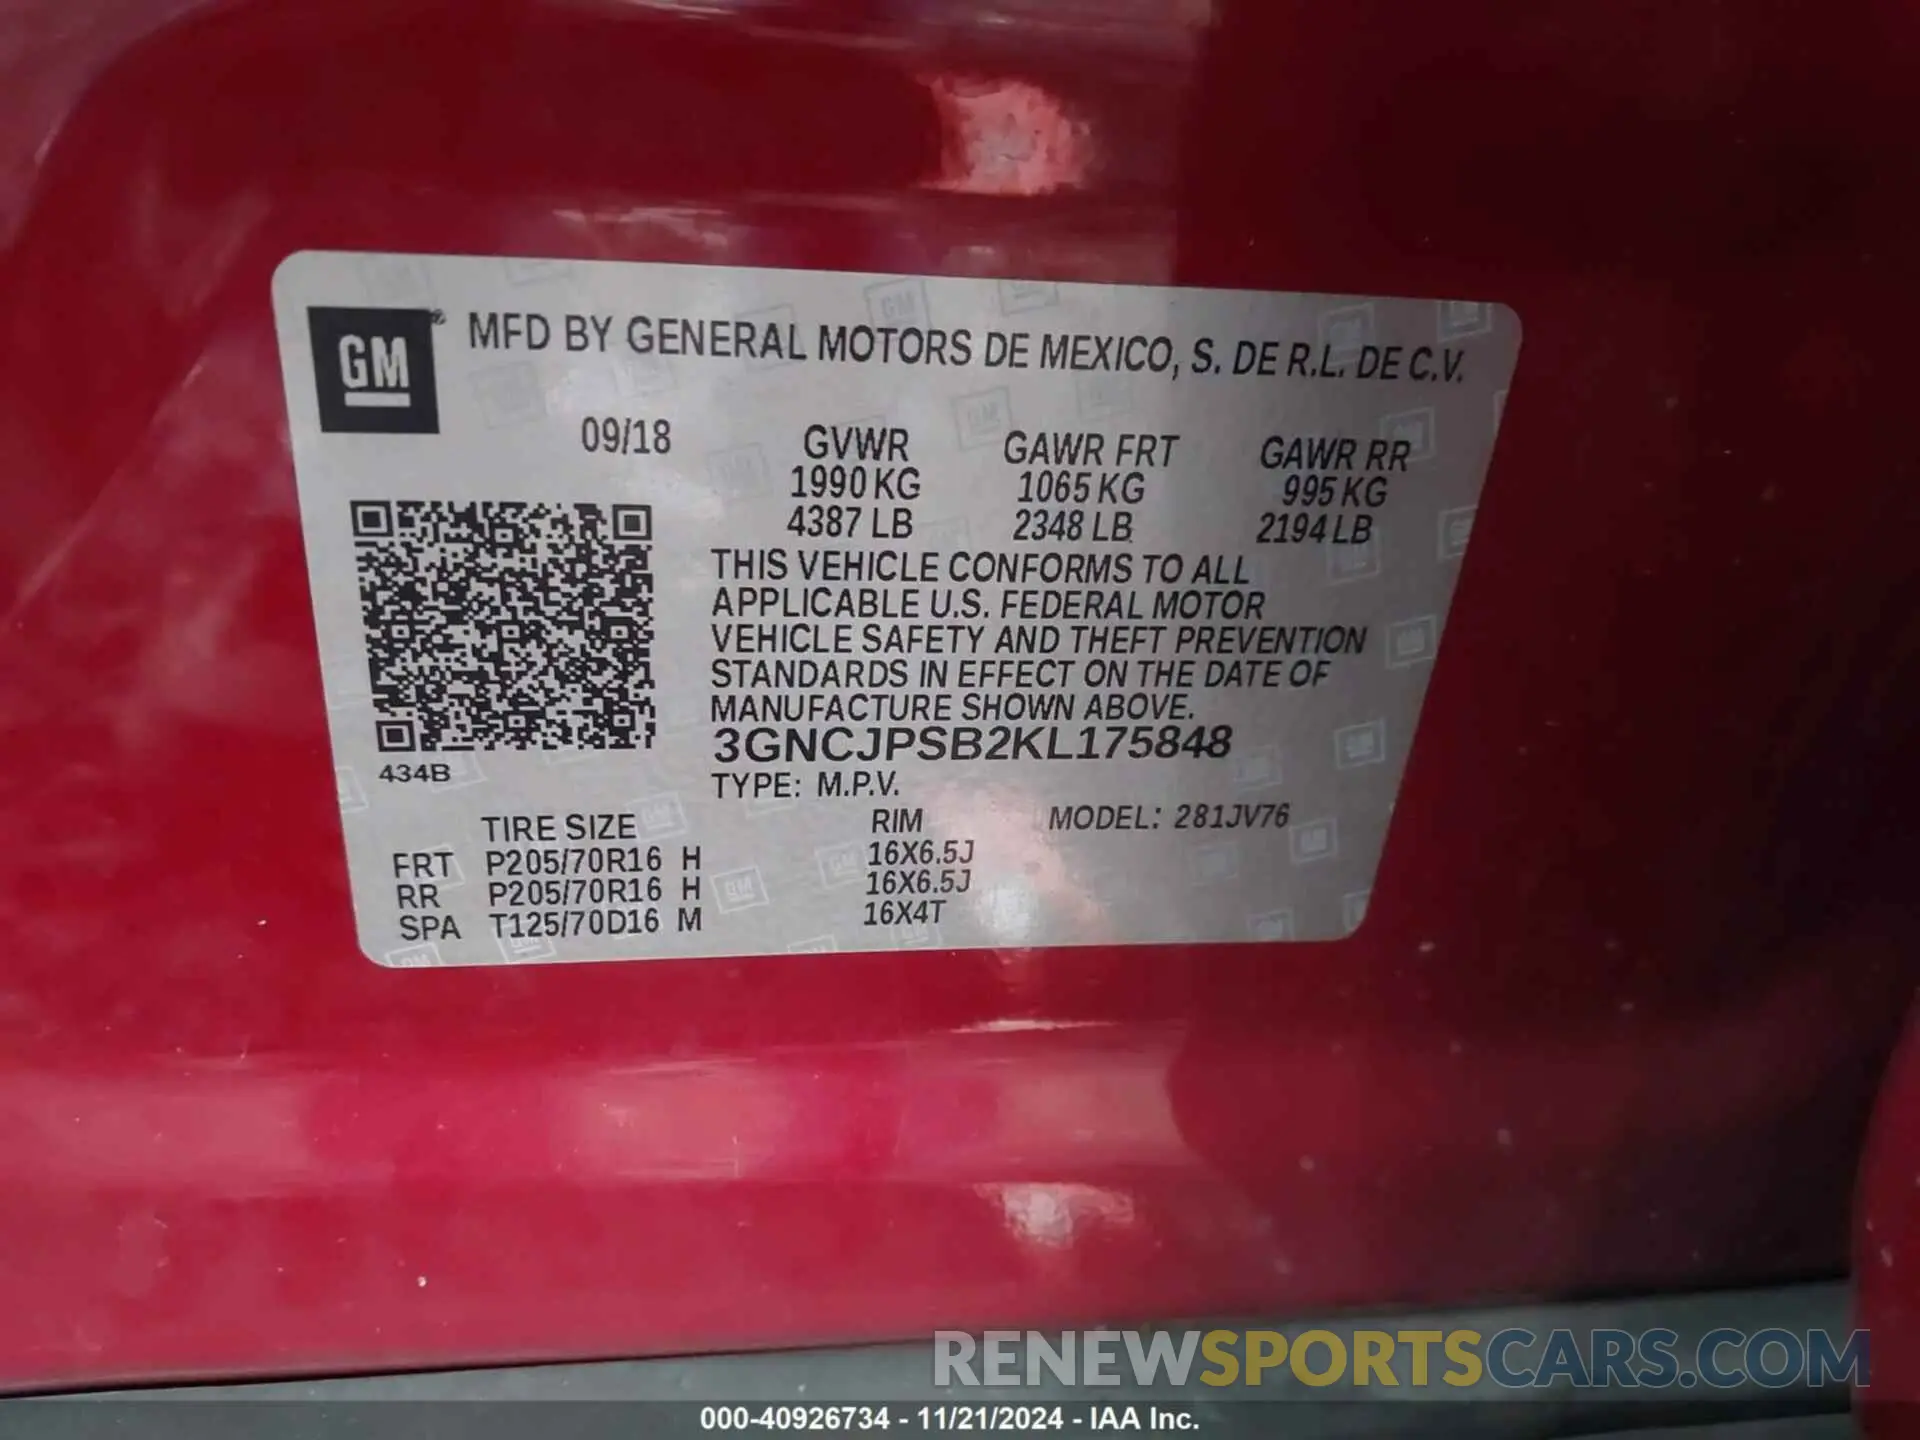 GM® MFD BY GENERAL MOTORS DE MEXICO, S. DE R.L. DE C.V.
09/18 GVWR GAWR FRT GAWR RR
1990 KG 1065 KG 995 KG
4387 LB 2348 LB 2194 LB
THIS VEHICLE CONFORMS TO ALL
APPLICABLE U.S. FEDERAL MOTOR
VEHICLE SAFETY AND THEFT PREVENTION
STANDARDS IN EFFECT ON THE DATE OF
MANUFACTURE SHOWN ABOVE.
3GNCJPSB2KL175848
434B
TYPE: M.P.V.
TIRE SIZE RIM MODEL: 281JV76
FRT P205/70R16 H 16X6.5J
RR P205/70R16 H 16X6.5J
SPA T125/70D16 M 16X4T
RENEWSPORTSCARS.COM
000-40926734 - 11/21/2024 - IAA Inc.